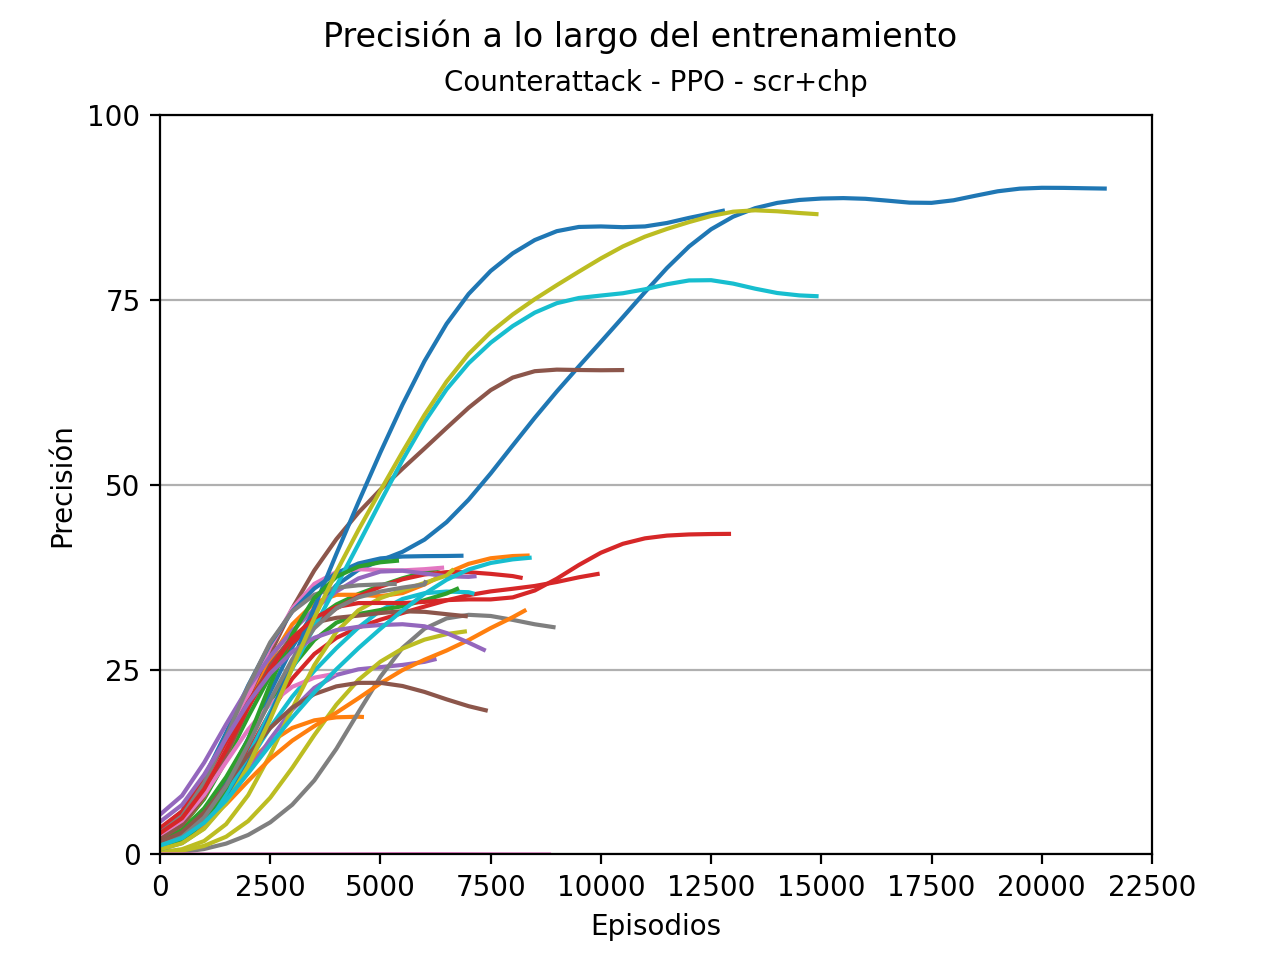 Precisión a lo largo del entrenamiento
Counterattack - PPO - scr+chp
100
75
50
25
0
Precisión
0 2500 5000 7500 10000 12500 15000 17500 20000 22500
Episodios